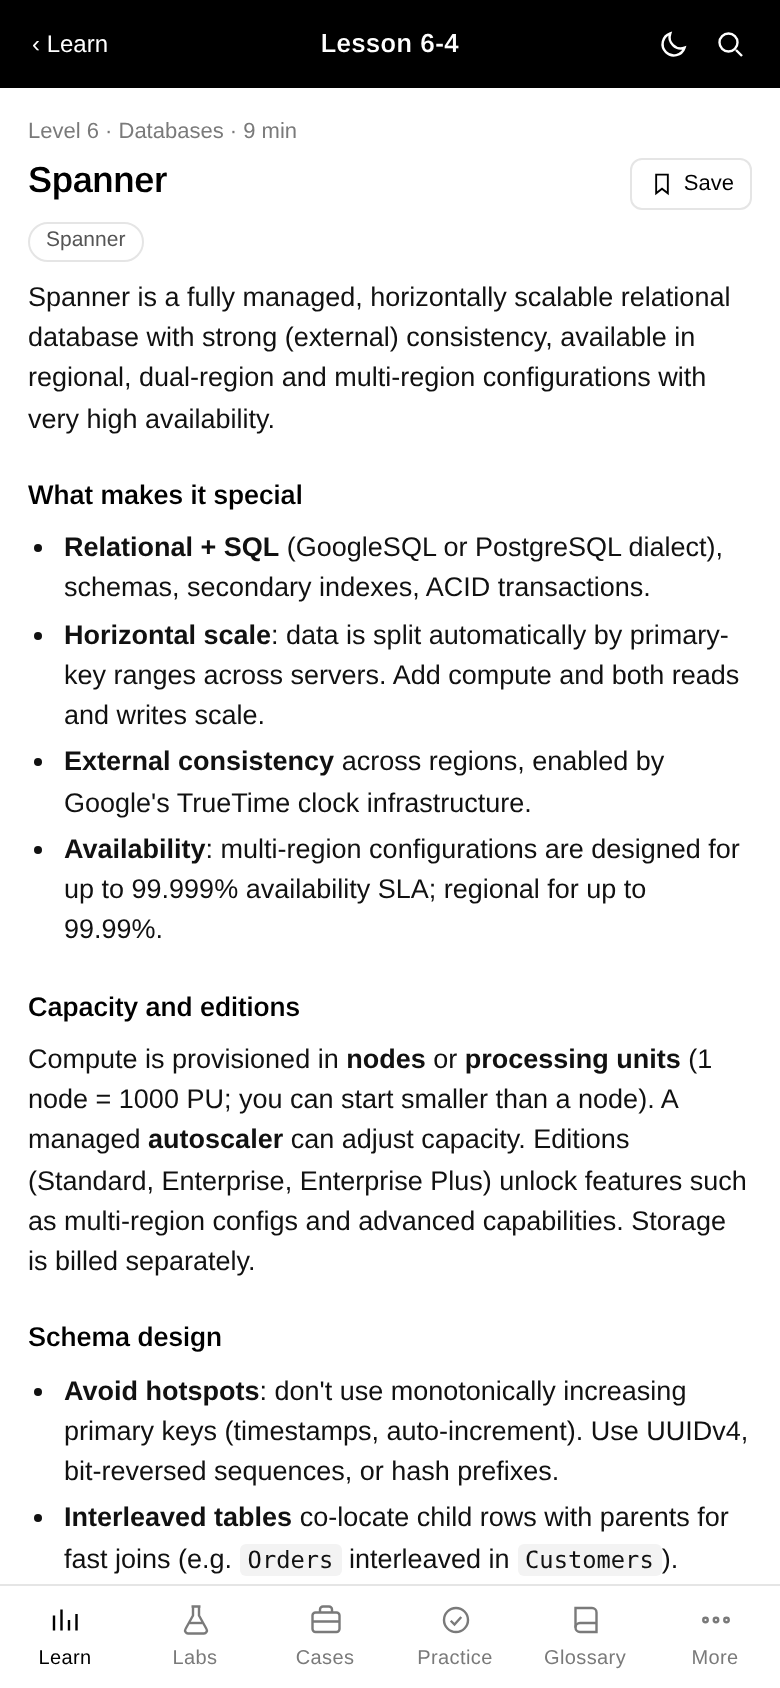 ‹ Learn
Lesson 6-4
Level 6 · Databases · 9 min
Spanner
Save
Spanner
Spanner is a fully managed, horizontally scalable relational
database with strong (external) consistency, available in
regional, dual-region and multi-region configurations with
very high availability.
What makes it special
• Relational + SQL (GoogleSQL or PostgreSQL dialect),
schemas, secondary indexes, ACID transactions.
• Horizontal scale: data is split automatically by primary-
key ranges across servers. Add compute and both reads
and writes scale.
• External consistency across regions, enabled by
Google's TrueTime clock infrastructure.
• Availability: multi-region configurations are designed for
up to 99.999% availability SLA; regional for up to
99.99%.
Capacity and editions
Compute is provisioned in nodes or processing units (1
node = 1000 PU; you can start smaller than a node). A
managed autoscaler can adjust capacity. Editions
(Standard, Enterprise, Enterprise Plus) unlock features such
as multi-region configs and advanced capabilities. Storage
is billed separately.
Schema design
• Avoid hotspots: don't use monotonically increasing
primary keys (timestamps, auto-increment). Use UUIDv4,
bit-reversed sequences, or hash prefixes.
• Interleaved tables co-locate child rows with parents for
fast joins (e.g. Orders interleaved in Customers).
Learn
Labs
Cases
Practice
Glossary
More